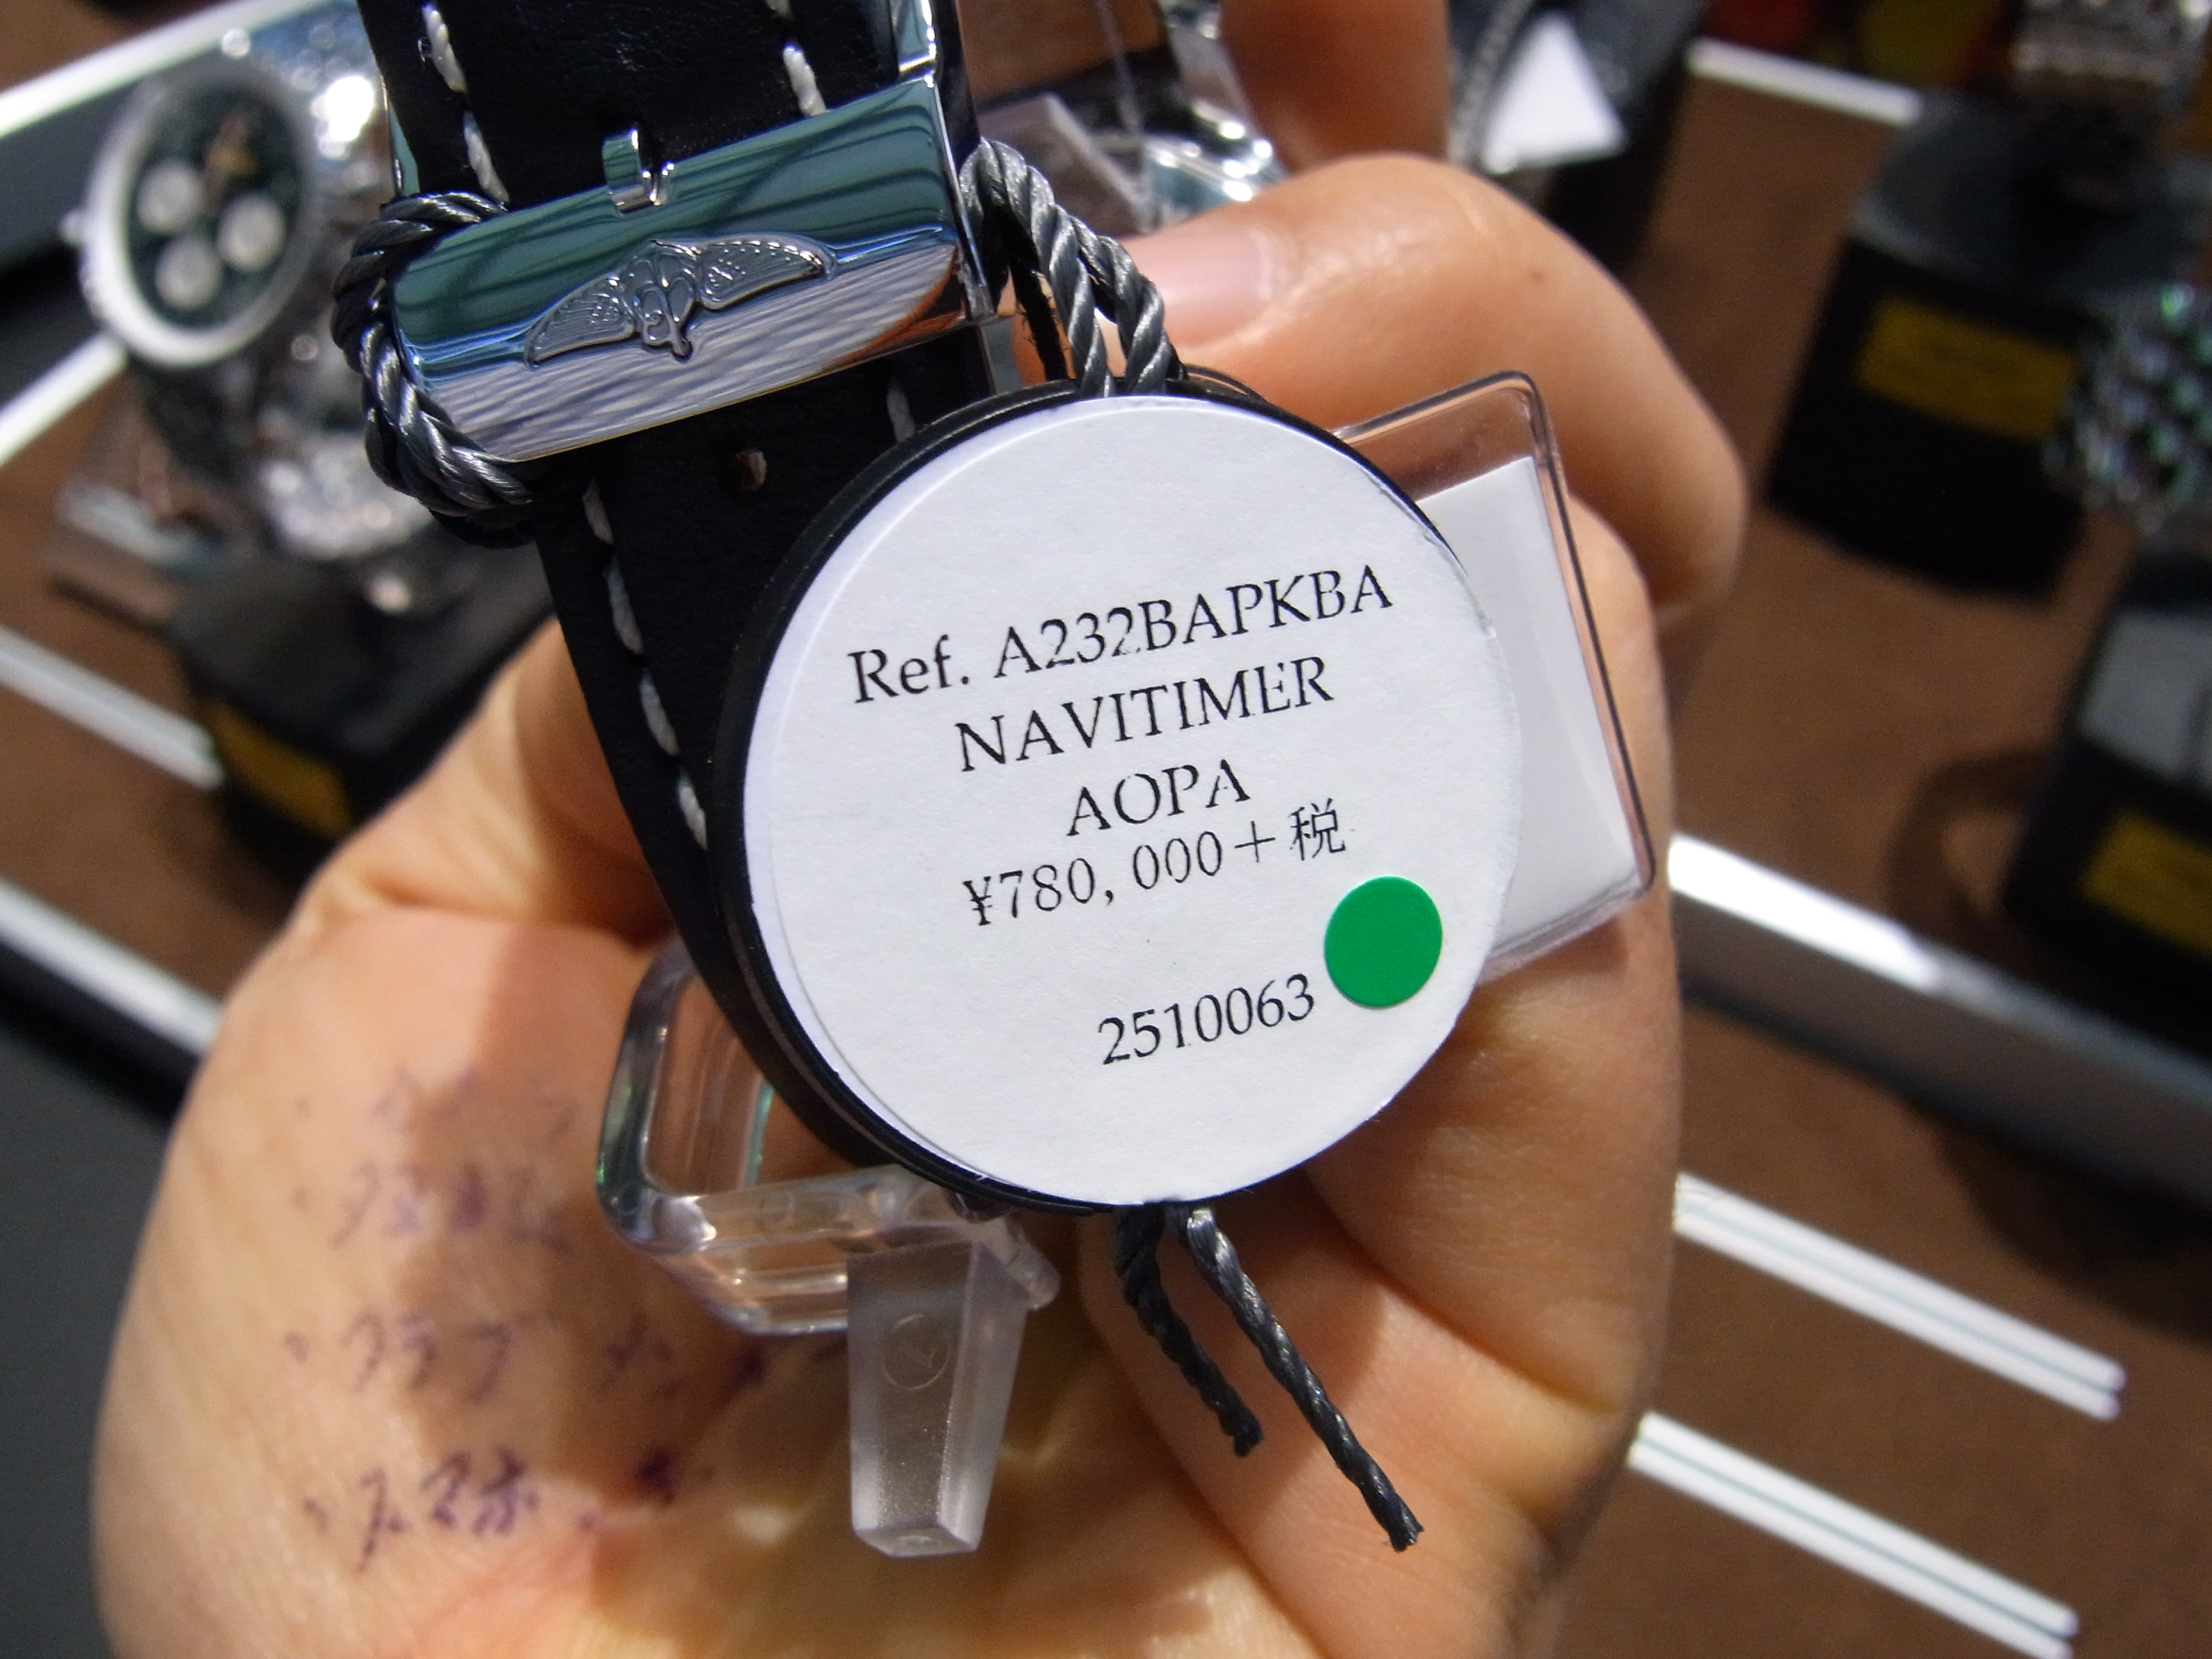 Ref. A232BAPKBA
NAVITIMER
AOPA
¥780,000+税
2510063